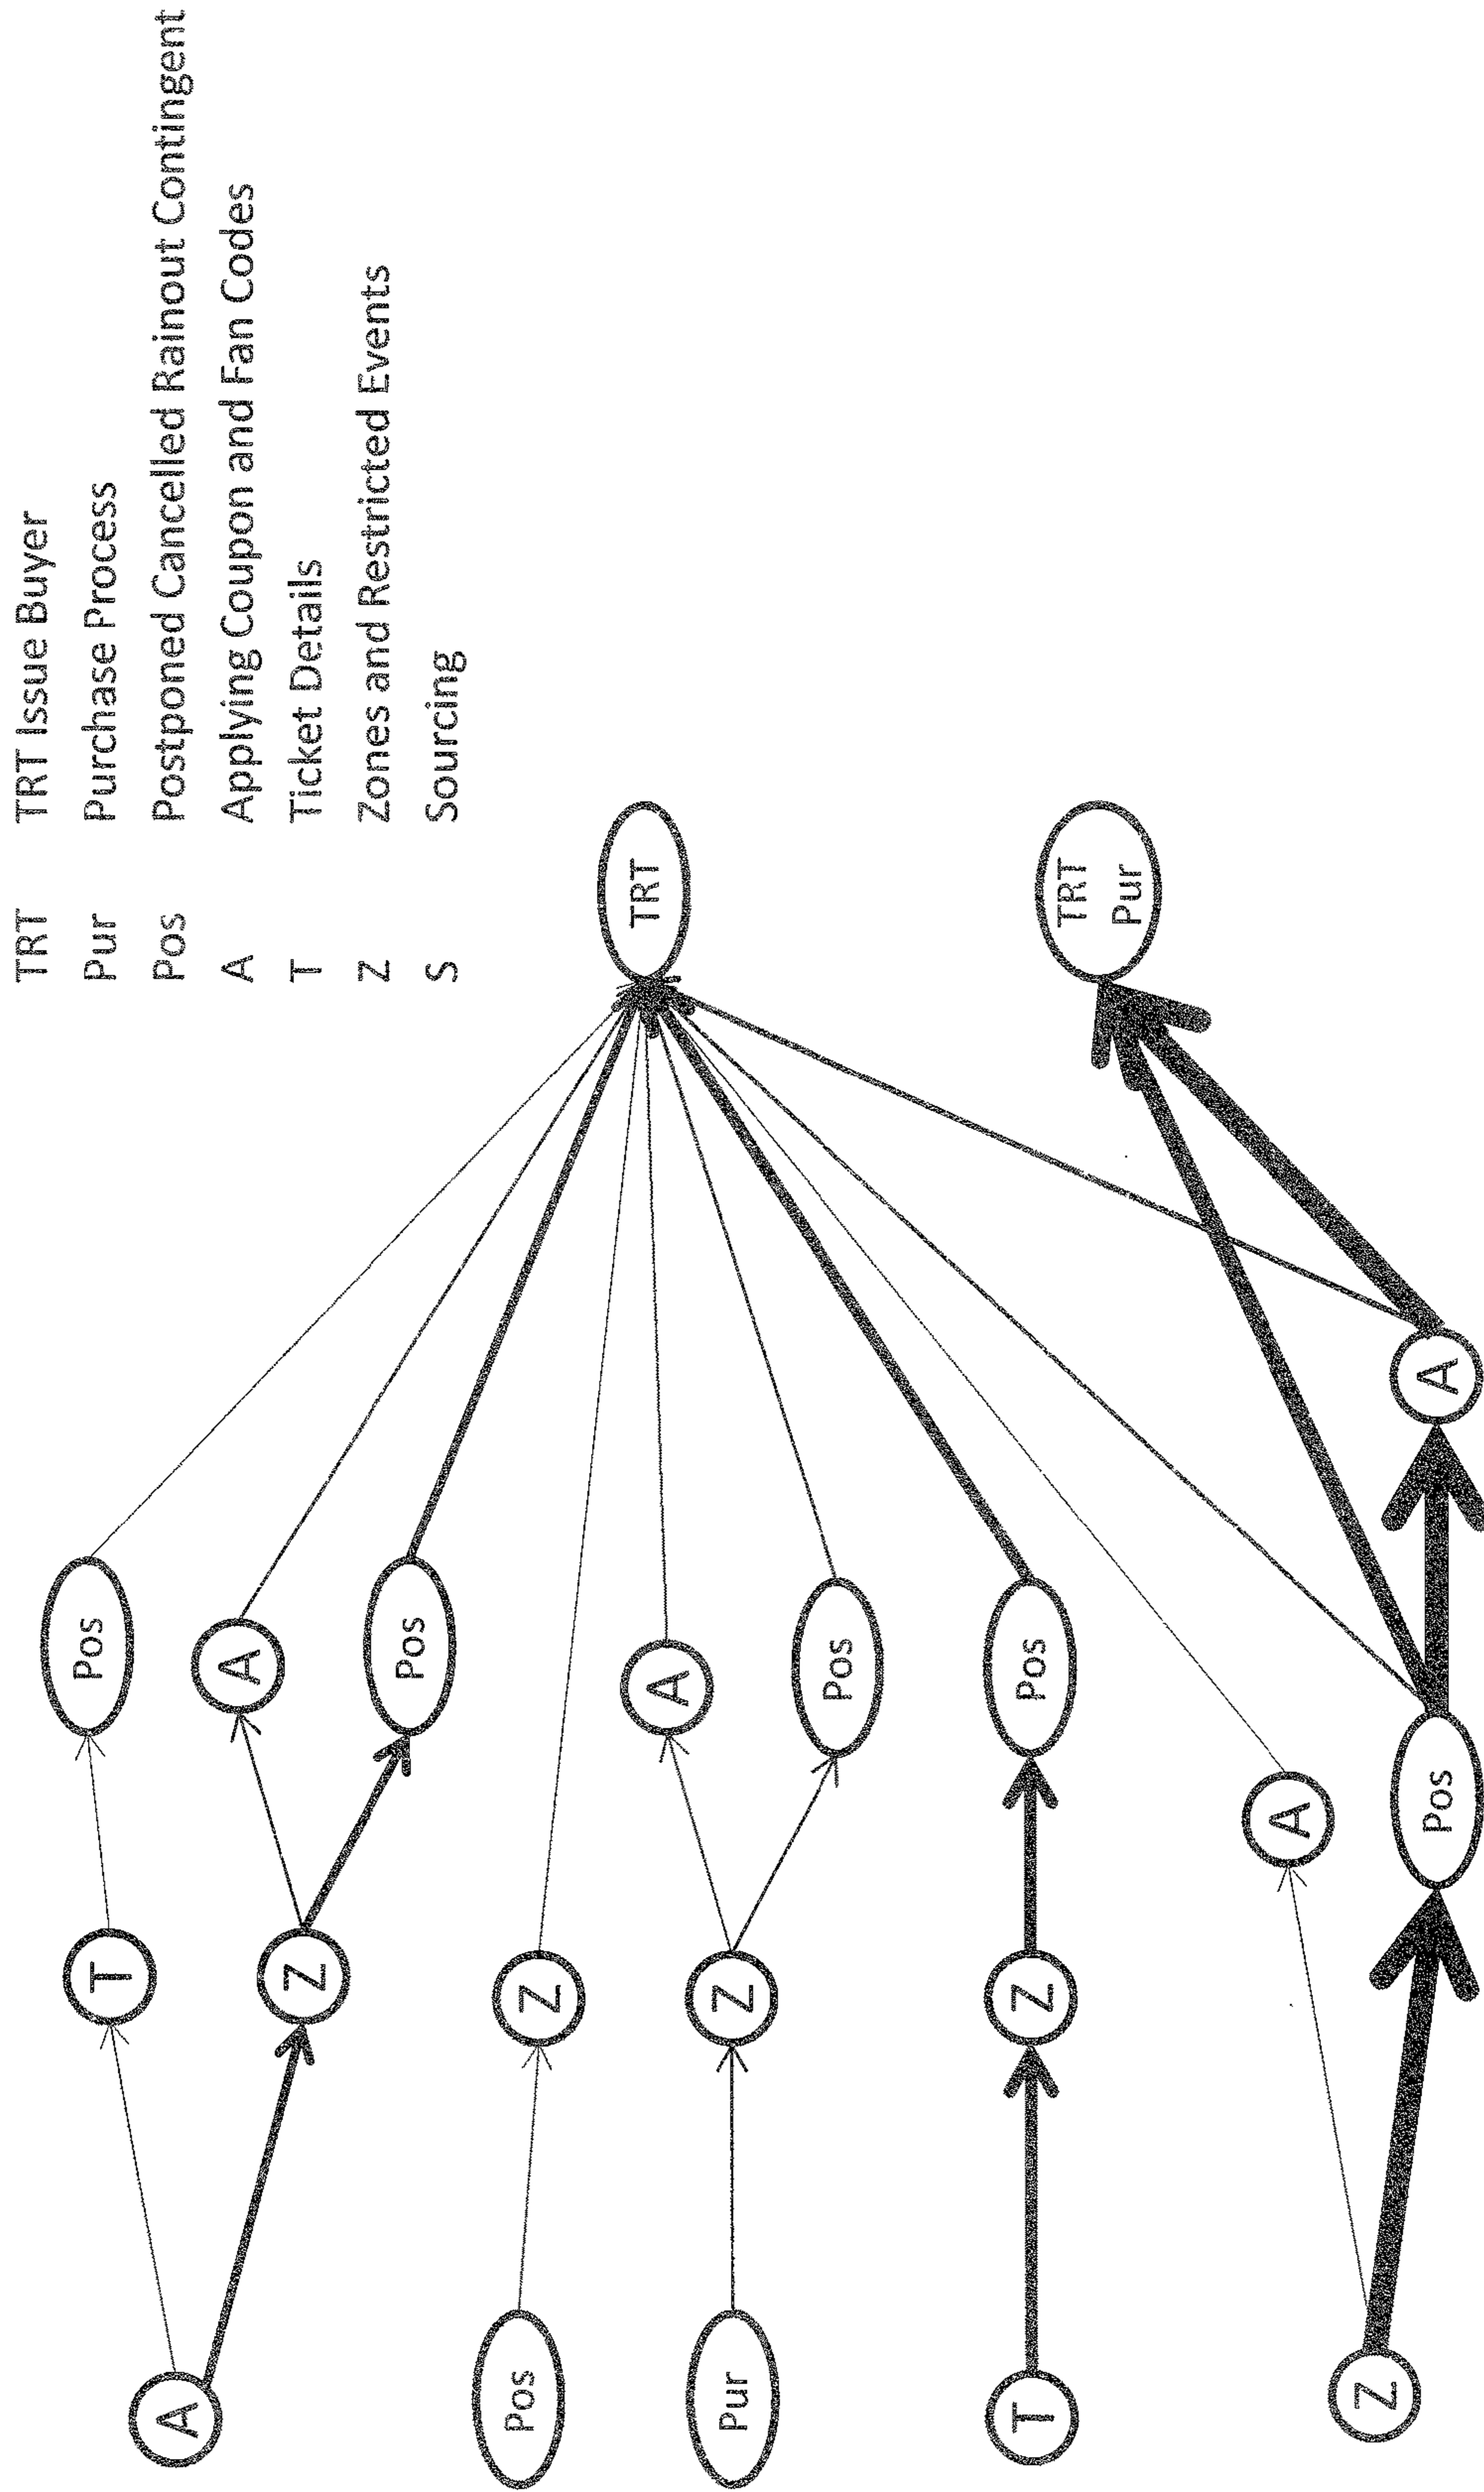 TRT TRT Issue Buyer
Pur Purchase Process
Pos Postponed Cancelled Rainout Contingent
A Applying Coupon and Fan Codes
T Ticket Details
Z Zones and Restricted Events
S Sourcing
A
T
Pos
Z
A
Pos
Pos
Z
TRT
Pur
Z
A
Pos
T
Z
Pos
TRT
Pur
Z
A
Pos
A